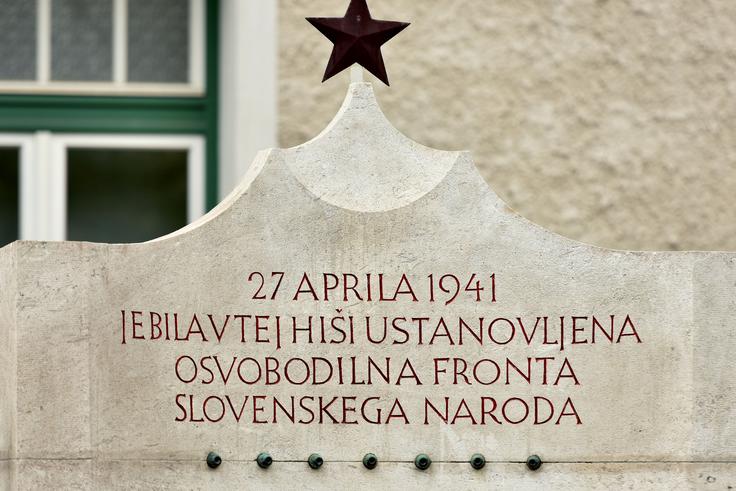 27 APRILA 1941
JE BILA V TEJ HIŠI USTANOVLJENA
OSVOBODILNA FRONTA
SLOVENSKEGA NARODA